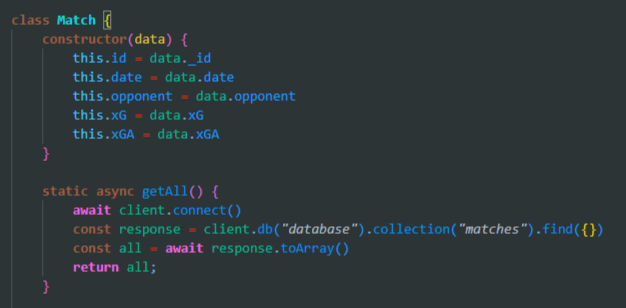 class Match {
constructor(data) {
this.id = data._id
this.date = data.date
this.opponent = data.opponent
this.xG = data.xG
this.xGA = data.xGA
}
static async getAll() {
await client.connect()
const response = client.db("database").collection("matches").find({})
const all = await response.toArray()
return all;
}